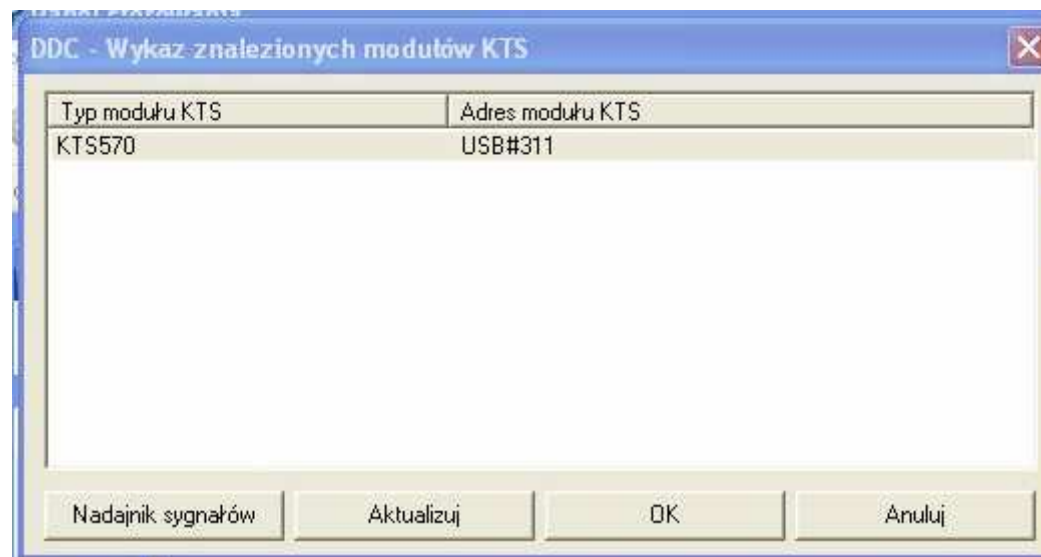 DDC - Wykaz znalezionych modułów KTS
Typ modułu KTS Adres modułu KTS
KTS570 USB#311
Nadajnik sygnałów Aktualizuj OK Anuluj